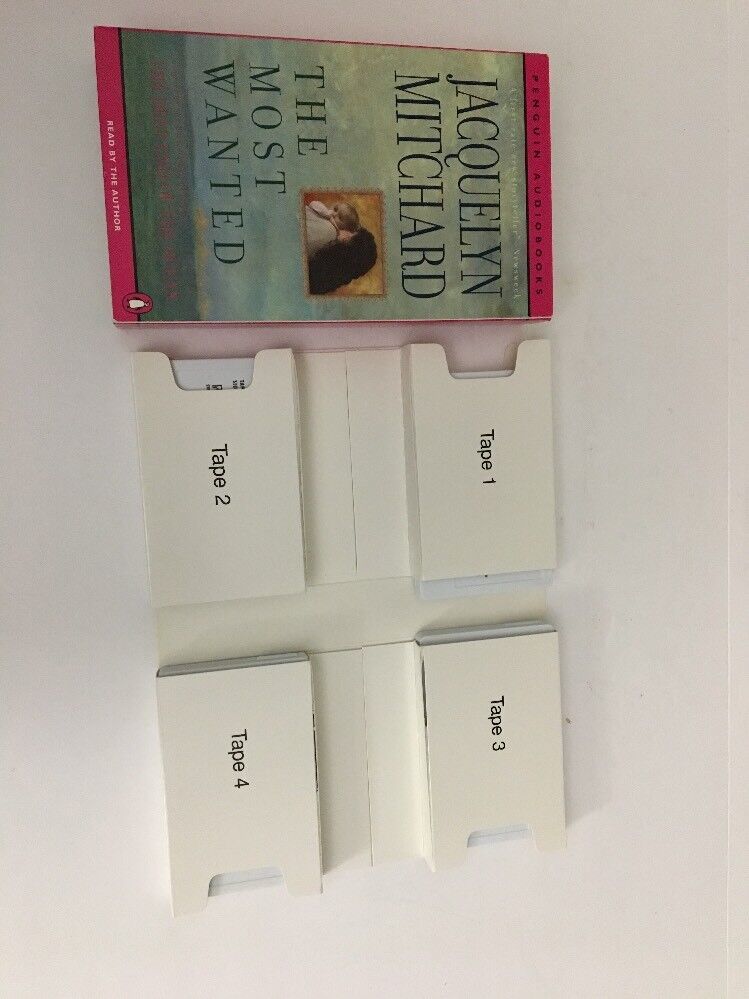 PENGUIN AUDIOBOOKS
JACQUELYN
MITCHARD
THE
MOST
WANTED
READ BY THE AUTHOR
Tape 1
Tape 2
Tape 3
Tape 4